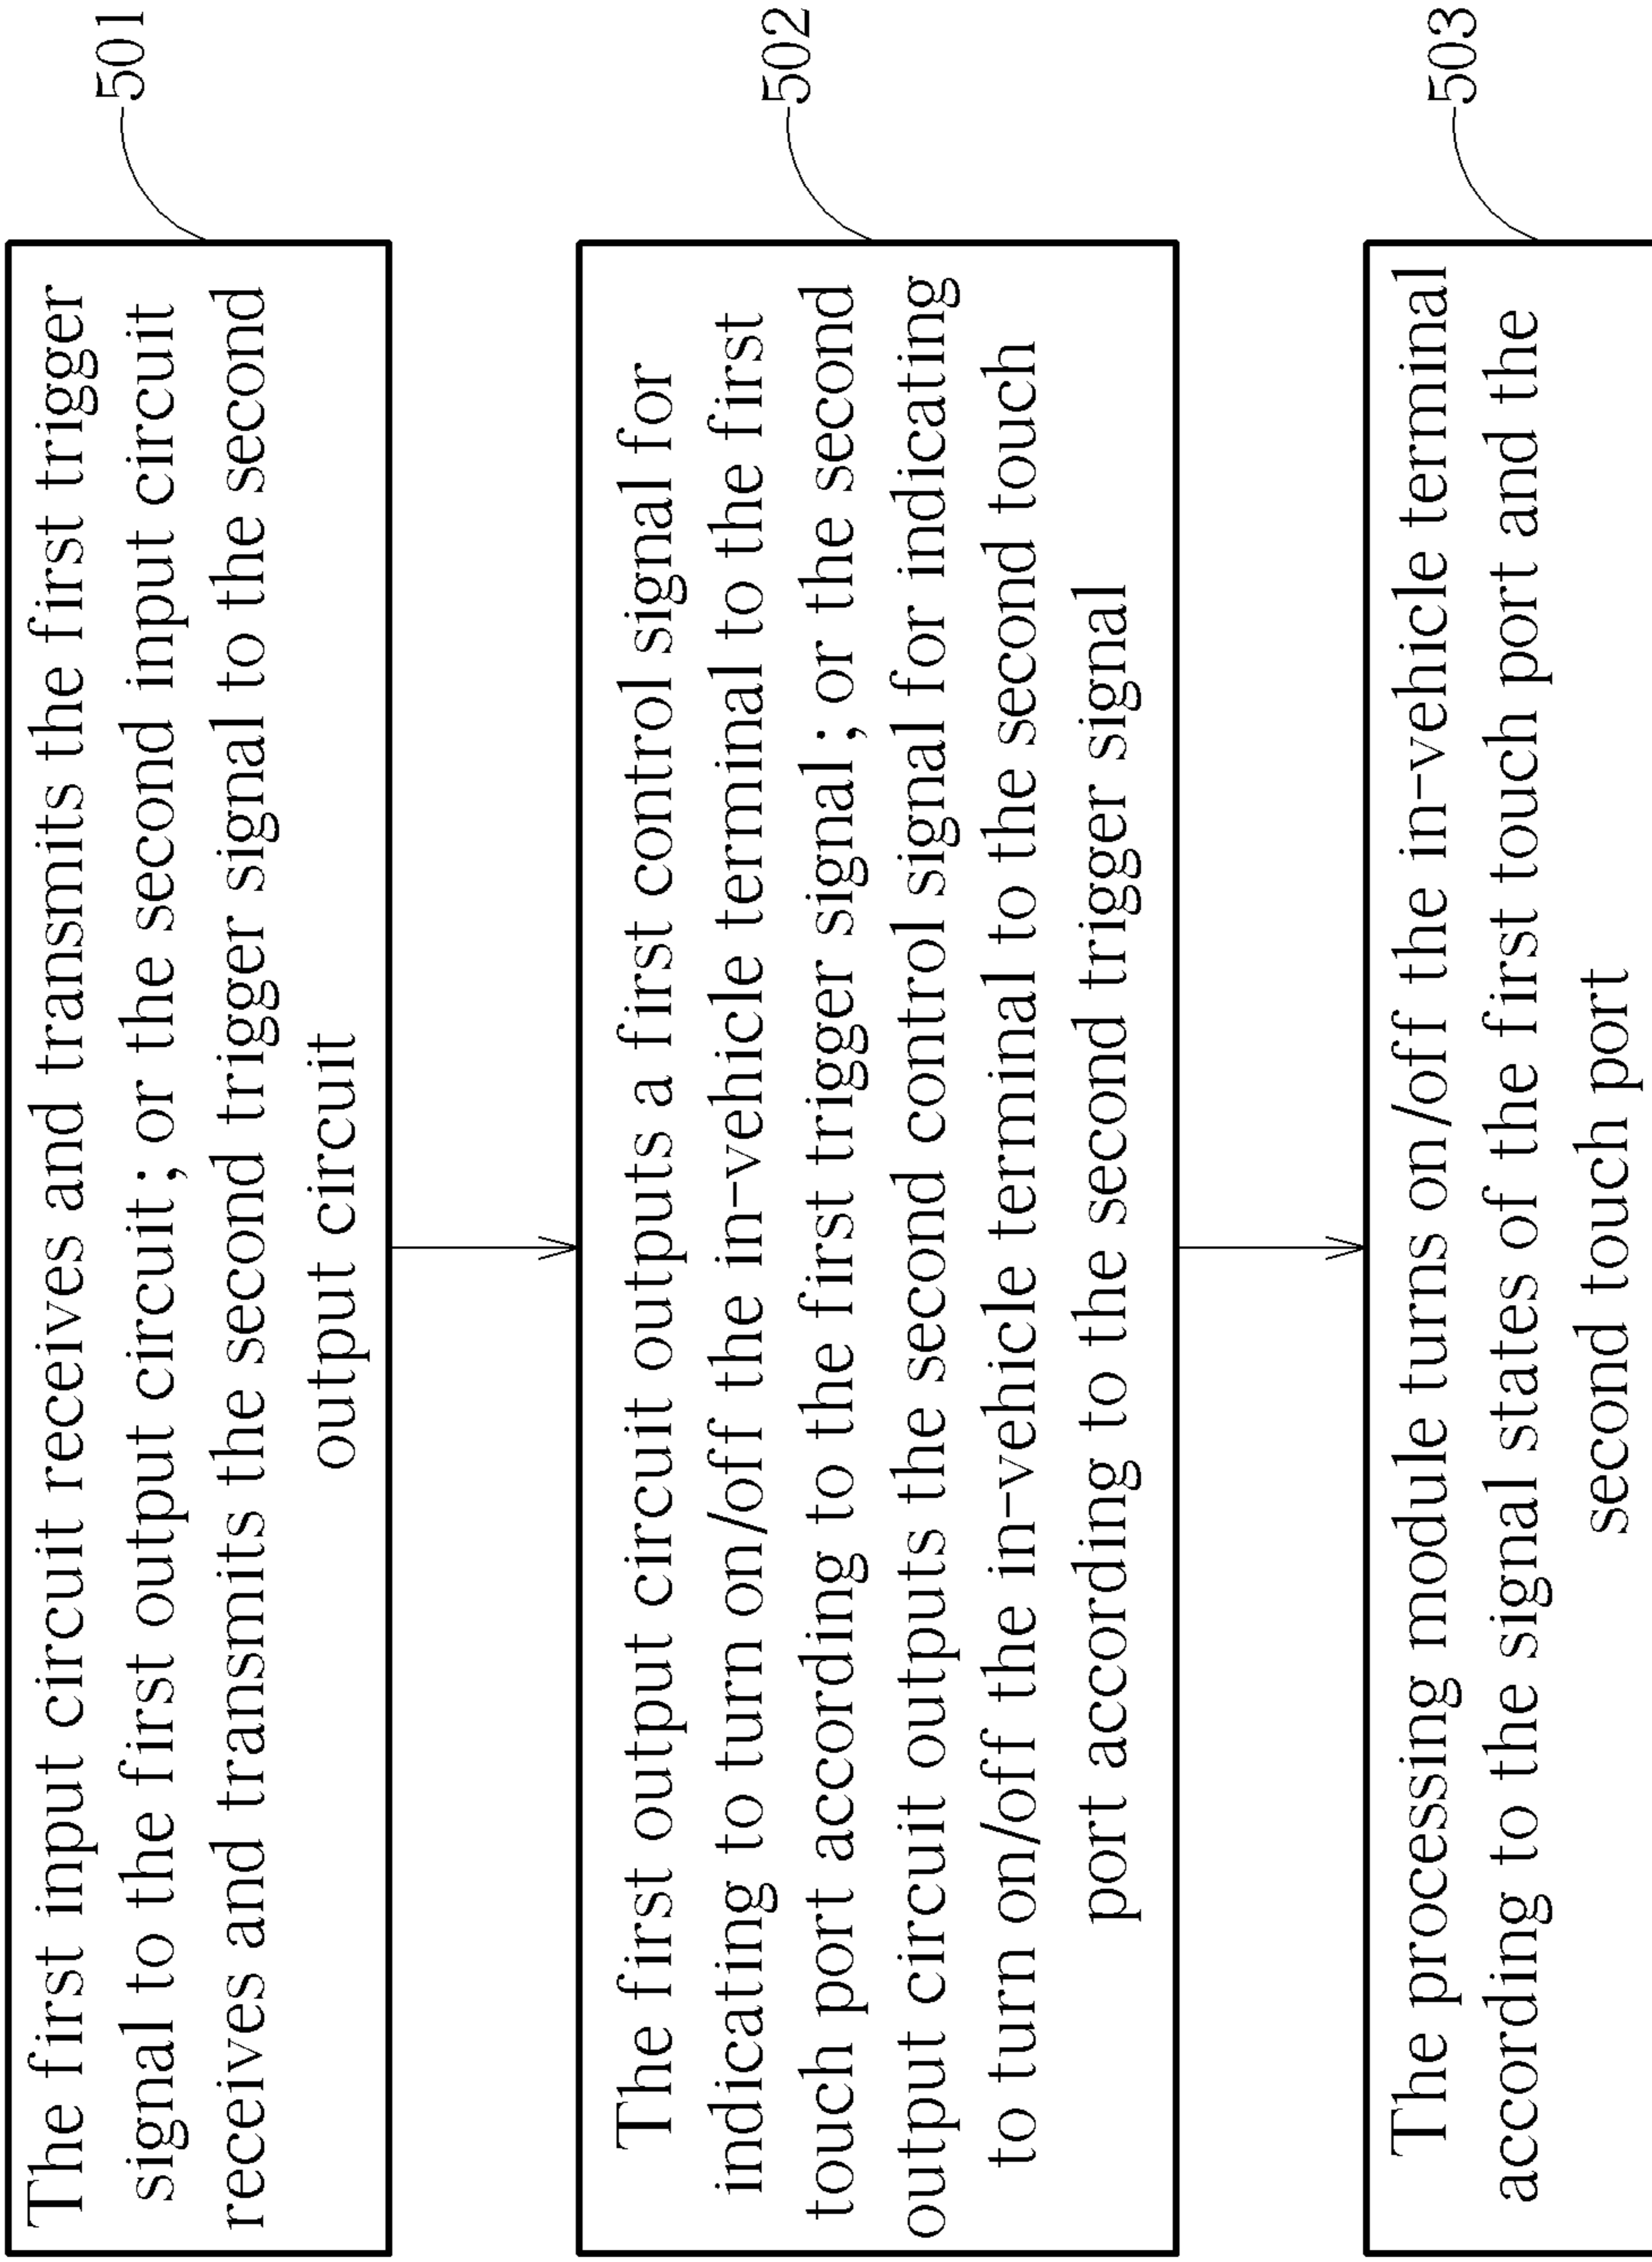 The first input circuit receives and transmits the first trigger
signal to the first output circuit; or the second input circuit
receives and transmits the second trigger signal to the second
output circuit
501
The first output circuit outputs a first control signal for
indicating to turn on/off the in-vehicle terminal to the first
touch port according to the first trigger signal; or the second
output circuit outputs the second control signal for indicating
to turn on/off the in-vehicle terminal to the second touch
port according to the second trigger signal
502
The processing module turns on/off the in-vehicle terminal
according to the signal states of the first touch port and the
second touch port
503